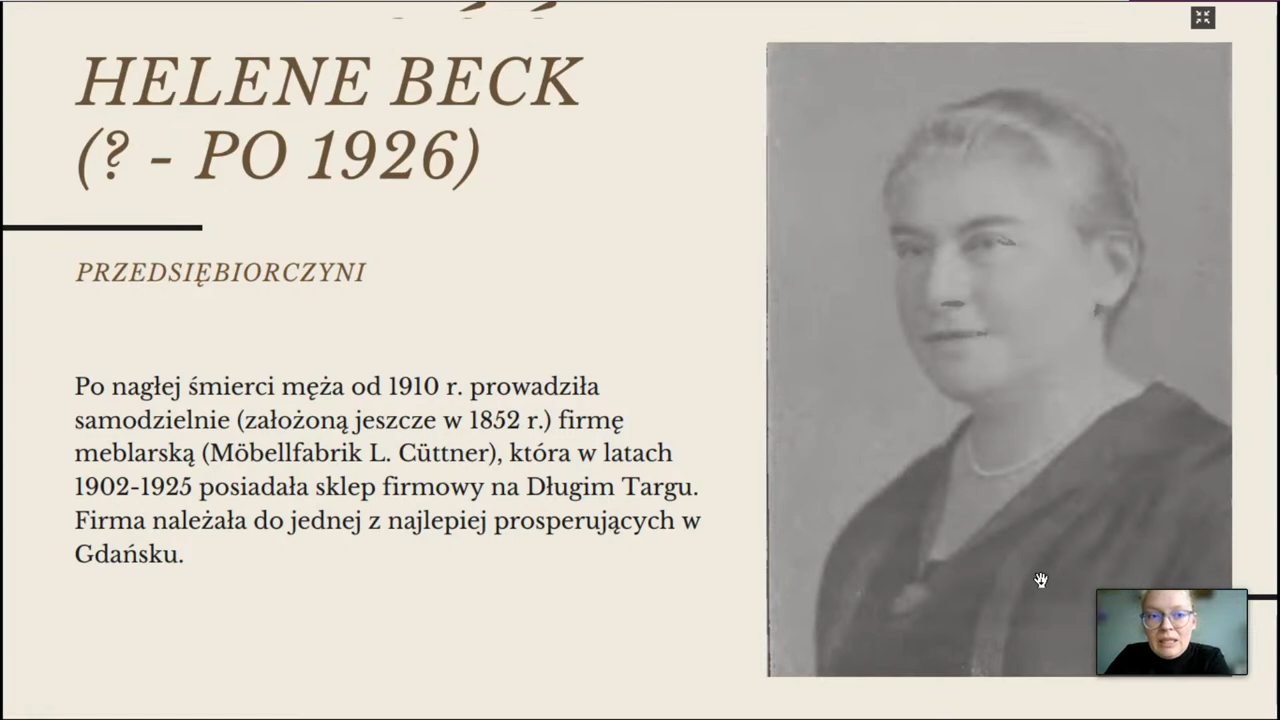 HELENE BECK
(? - PO 1926)
PRZEDSIĘBIORCZYNI
Po nagłej śmierci męża od 1910 r. prowadziła
samodzielnie (założoną jeszcze w 1852 r.) firmę
meblarską (Möbellfabrik L. Cüttner), która w latach
1902-1925 posiadała sklep firmowy na Długim Targu.
Firma należała do jednej z najlepiej prosperujących w
Gdańsku.